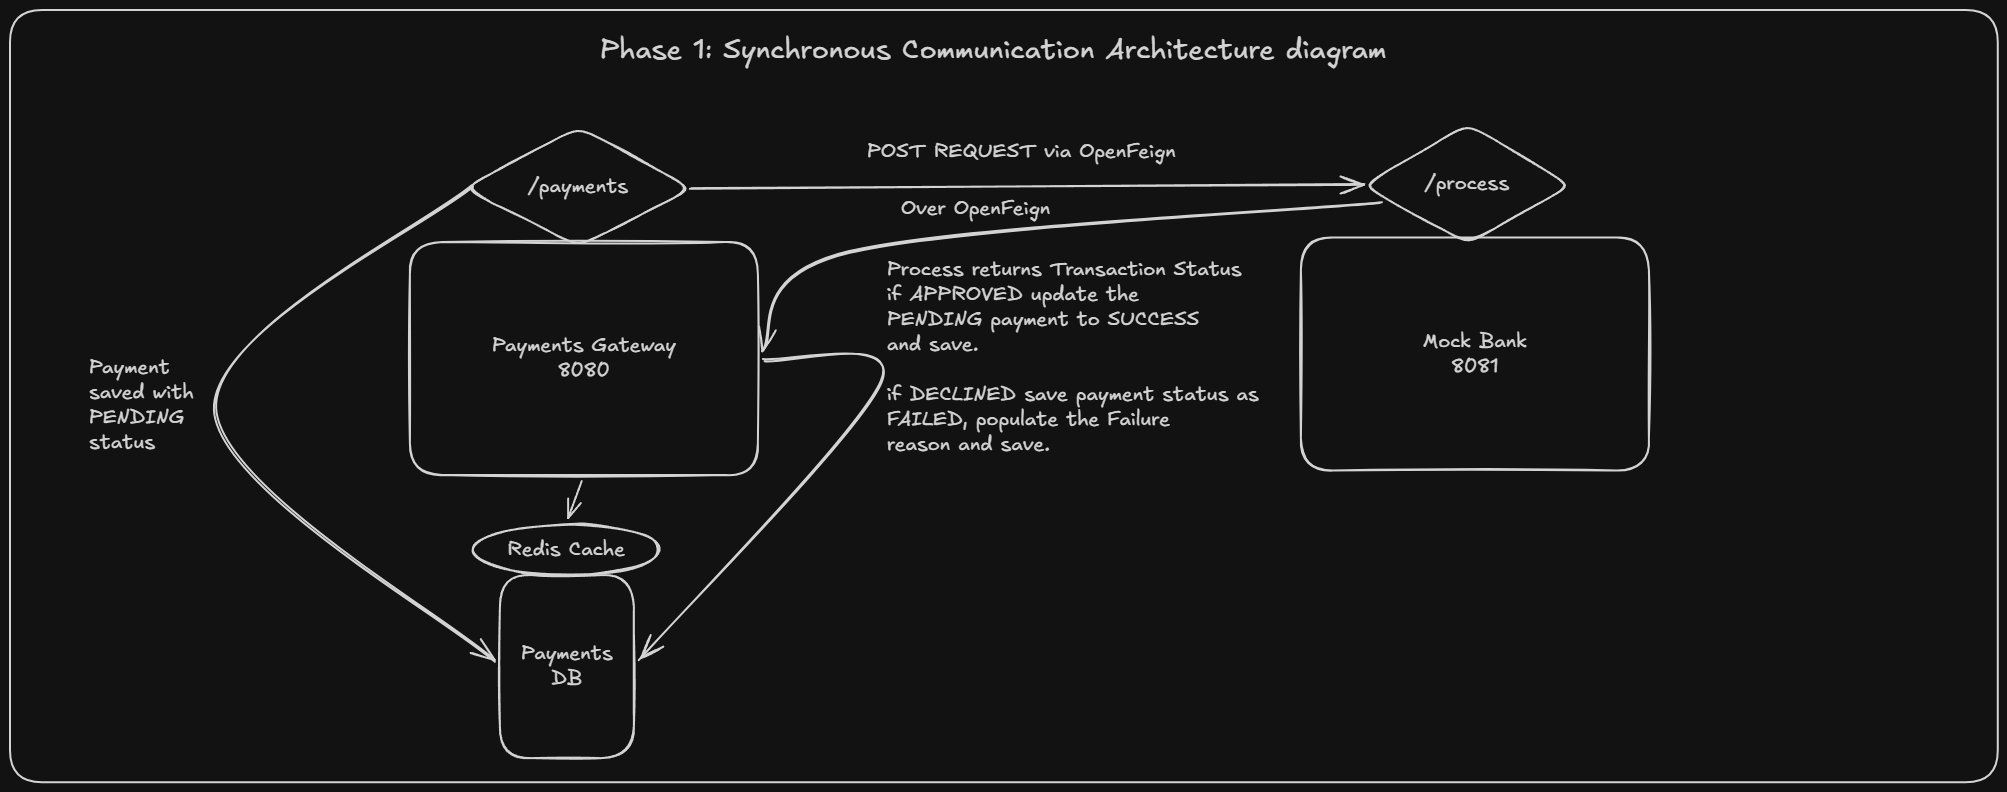 Phase 1: Synchronous Communication Architecture diagram
/payments
POST REQUEST via OpenFeign
/process
Over OpenFeign
Process returns Transaction Status
if APPROVED update the
PENDING payment to SUCCESS
and save.
if DECLINED save payment status as
FAILED, populate the Failure
reason and save.
Payments Gateway
8080
Mock Bank
8081
Payment
saved with
PENDING
status
Redis Cache
Payments
DB